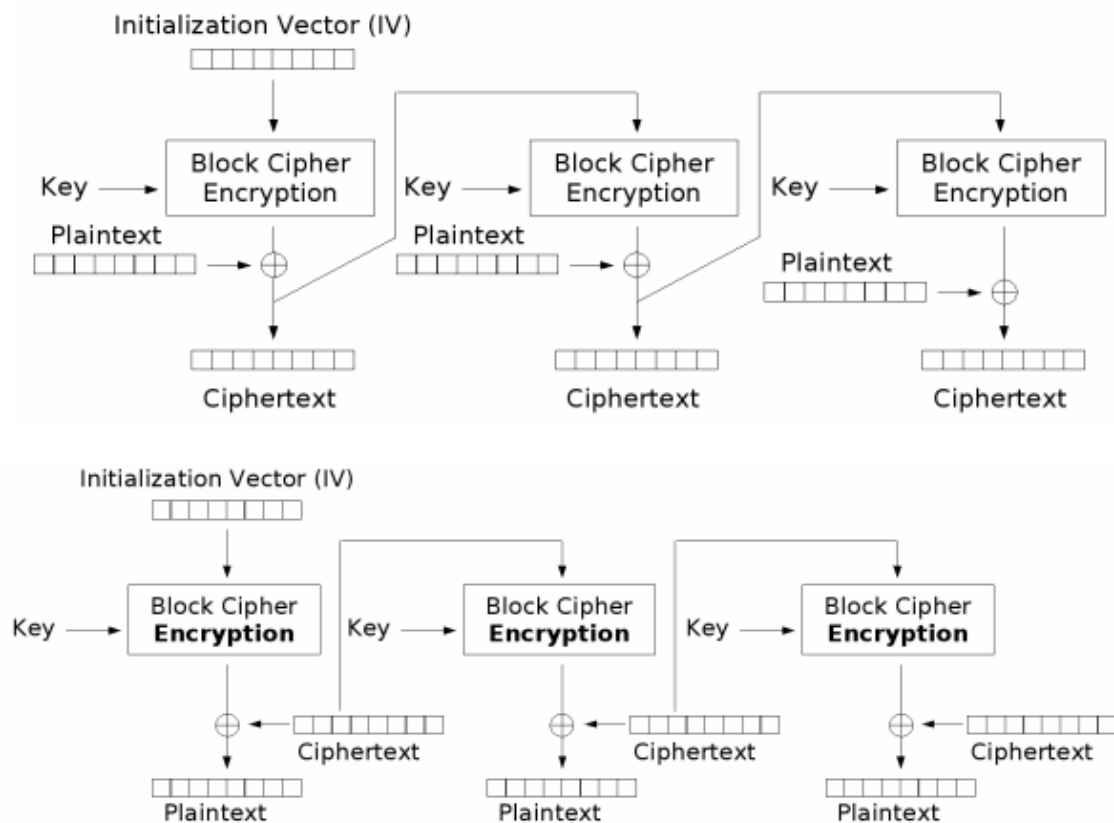 Initialization Vector (IV)
Block Cipher
Encryption
Block Cipher
Encryption
Block Cipher
Encryption
Key
Key
Key
Plaintext
Plaintext
Plaintext
Ciphertext
Ciphertext
Ciphertext
Initialization Vector (IV)
Block Cipher
Encryption
Block Cipher
Encryption
Block Cipher
Encryption
Key
Key
Key
Ciphertext
Ciphertext
Ciphertext
Plaintext
Plaintext
Plaintext